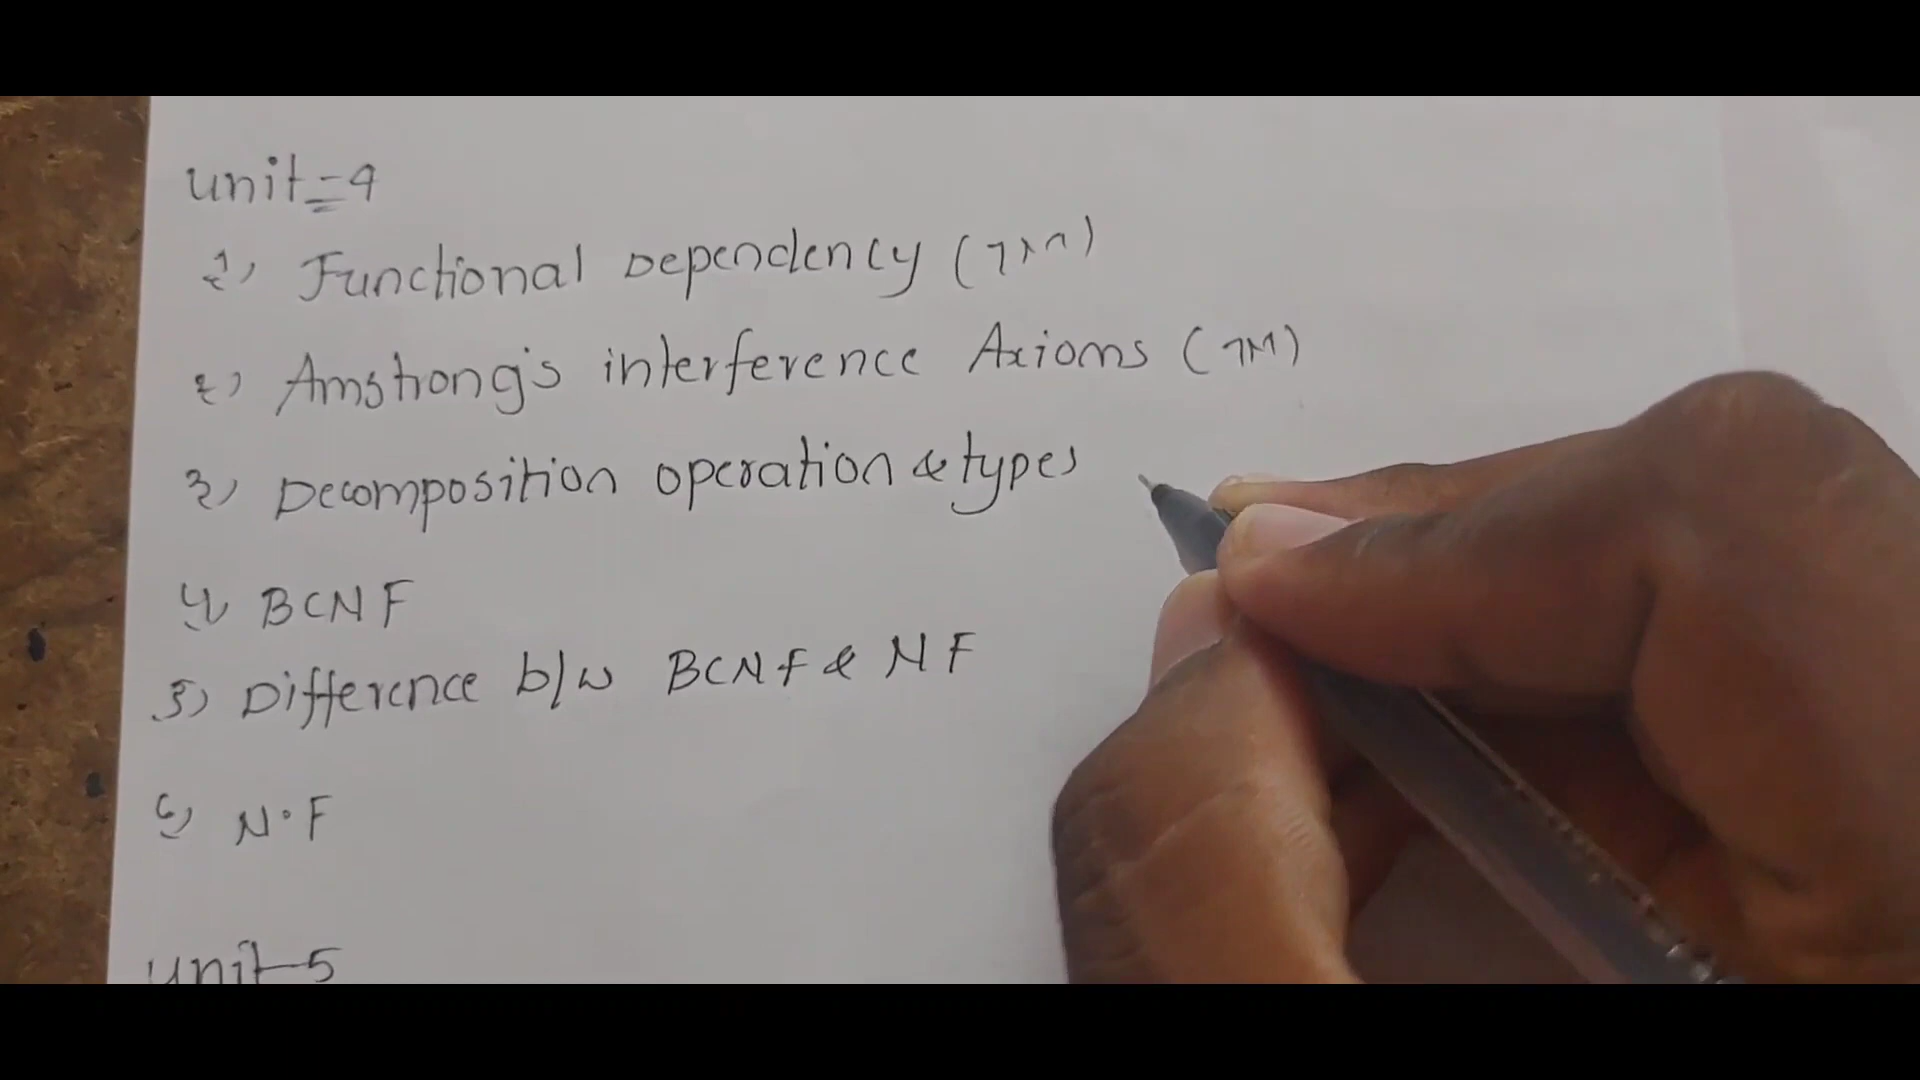 unit-4
1) Functional Dependency (7M)
2) Amstrong's interference Axioms (7M)
3) Decomposition operation & types
4) BCNF
5) Difference b/w BCNF & NF
6) N.F
unit-5